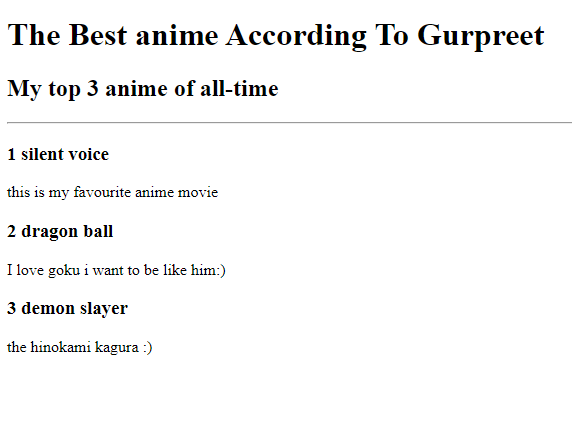 The Best anime According To Gurpreet
My top 3 anime of all-time
1 silent voice
this is my favourite anime movie
2 dragon ball
I love goku i want to be like him:)
3 demon slayer
the hinokami kagura :)